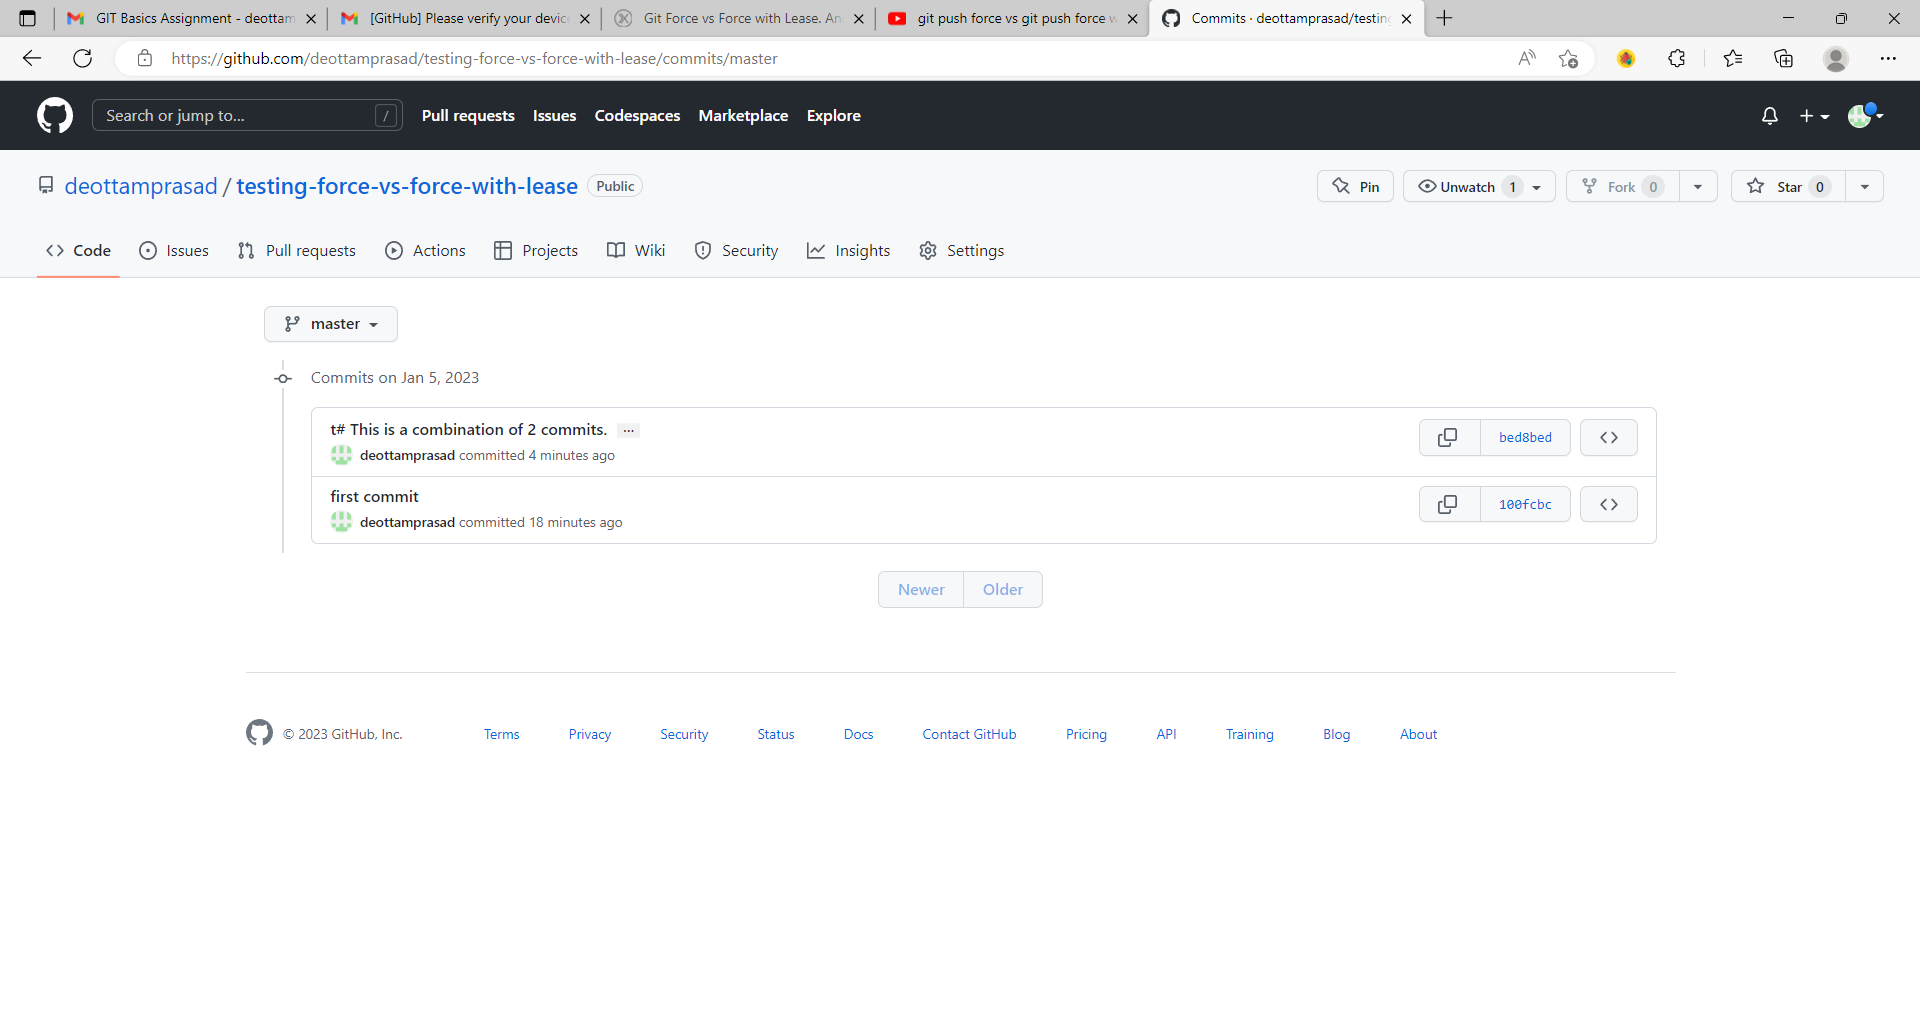 GIT Basics Assignment - deottam
[GitHub] Please verify your device
Git Force vs Force with Lease. An
git push force vs git push force w
Commits · deottamprasad/testing
https://github.com/deottamprasad/testing-force-vs-force-with-lease/commits/master
Search or jump to... /
Pull requests Issues Codespaces Marketplace Explore
deottamprasad / testing-force-vs-force-with-lease Public
Pin Unwatch 1 Fork 0 Star 0
Code Issues Pull requests Actions Projects Wiki Security Insights Settings
master
Commits on Jan 5, 2023
t# This is a combination of 2 commits. ...
deottamprasad committed 4 minutes ago
bed8bed
first commit
deottamprasad committed 18 minutes ago
100fcbc
Newer Older
© 2023 GitHub, Inc. Terms Privacy Security Status Docs Contact GitHub Pricing API Training Blog About